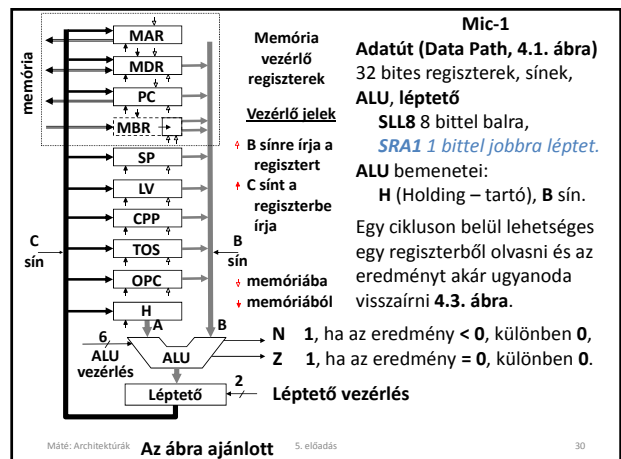 MAR
MDR
PC
MBR
SP
LV
CPP
TOS
OPC
H
memória
C
sín
B
sín
A
B
6
ALU
vezérlés
ALU
Léptető
2
Léptető vezérlés
Memória
vezérlő
regiszterek
Vezérlő jelek
B sínre írja a
regisztert
C sínt a
regiszterbe
írja
memóriába
memóriából
Mic-1
Adatút (Data Path, 4.1. ábra)
32 bites regiszterek, sínek,
ALU, léptető
SLL8 8 bittel balra,
SRA1 1 bittel jobbra léptet.
ALU bemenetei:
H (Holding – tartó), B sín.
Egy cikluson belül lehetséges
egy regiszterből olvasni és az
eredményt akár ugyanoda
visszaírni 4.3. ábra.
N 1, ha az eredmény < 0, különben 0,
Z 1, ha az eredmény = 0, különben 0.
Máté: Architektúrák
Az ábra ajánlott
5. előadás
30